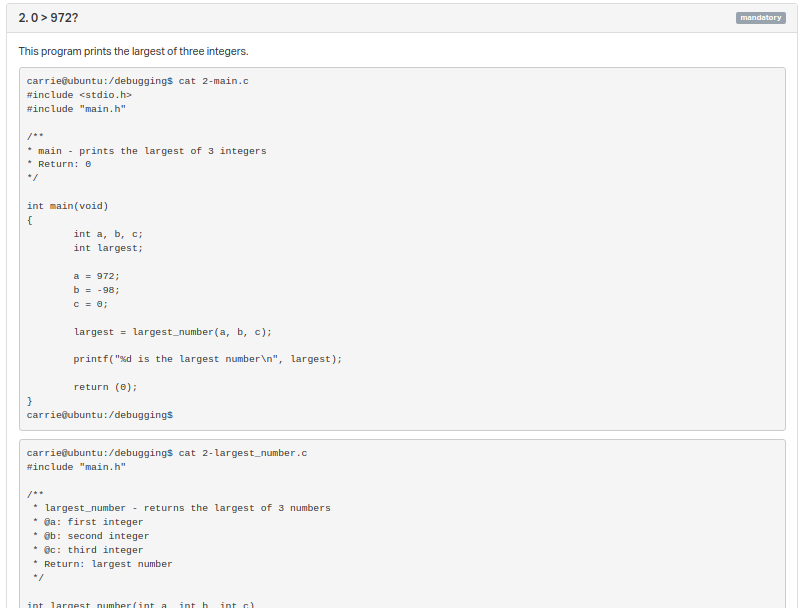 2. 0 > 972?
mandatory
This program prints the largest of three integers.
carrie@ubuntu:/debugging$ cat 2-main.c
#include <stdio.h>
#include "main.h"
/**
* main - prints the largest of 3 integers
* Return: 0
*/
int main(void)
{
int a, b, c;
int largest;
a = 972;
b = -98;
c = 0;
largest = largest_number(a, b, c);
printf("%d is the largest number\n", largest);
return (0);
}
carrie@ubuntu:/debugging$
carrie@ubuntu:/debugging$ cat 2-largest_number.c
#include "main.h"
/**
* largest_number - returns the largest of 3 numbers
* @a: first integer
* @b: second integer
* @c: third integer
* Return: largest number
*/
int largest_number(int a, int b, int c)